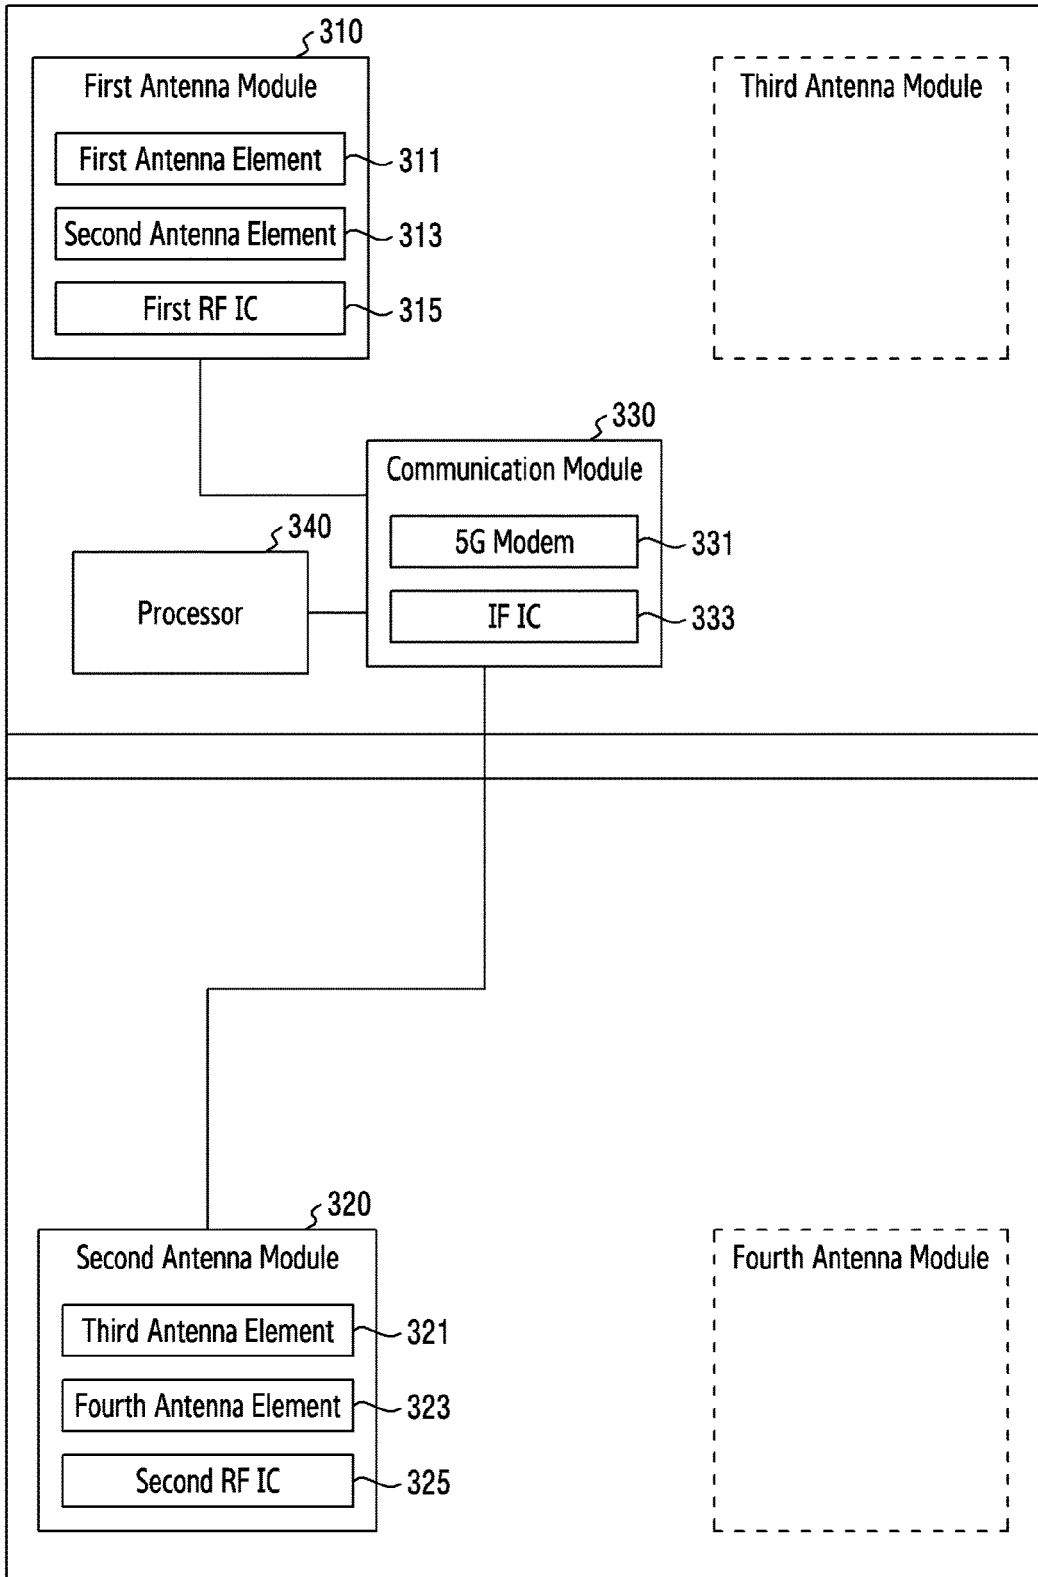 310
First Antenna Module
First Antenna Element
311
Second Antenna Element
313
First RF IC
315
Third Antenna Module
330
Communication Module
5G Modem
331
IF IC
333
340
Processor
320
Second Antenna Module
Third Antenna Element
321
Fourth Antenna Element
323
Second RF IC
325
Fourth Antenna Module